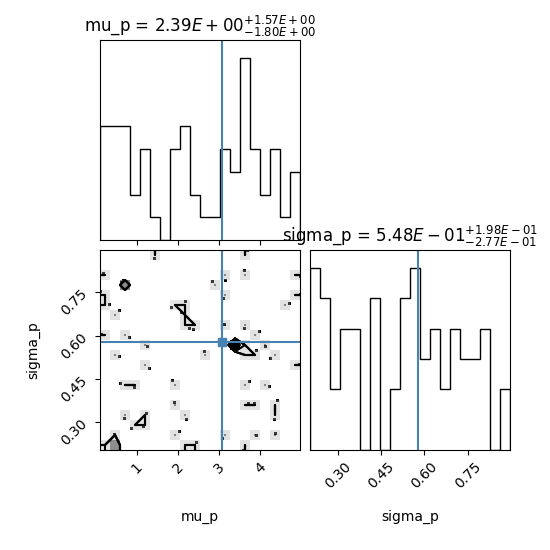 mu_p = 2.39E+00 +1.57E+00 −1.80E+00
sigma_p = 5.48E−01 +1.98E−01 −2.77E−01
0.75
0.60
0.45
0.30
sigma_p
1 2 3 4
0.30 0.45 0.60 0.75
mu_p
sigma_p